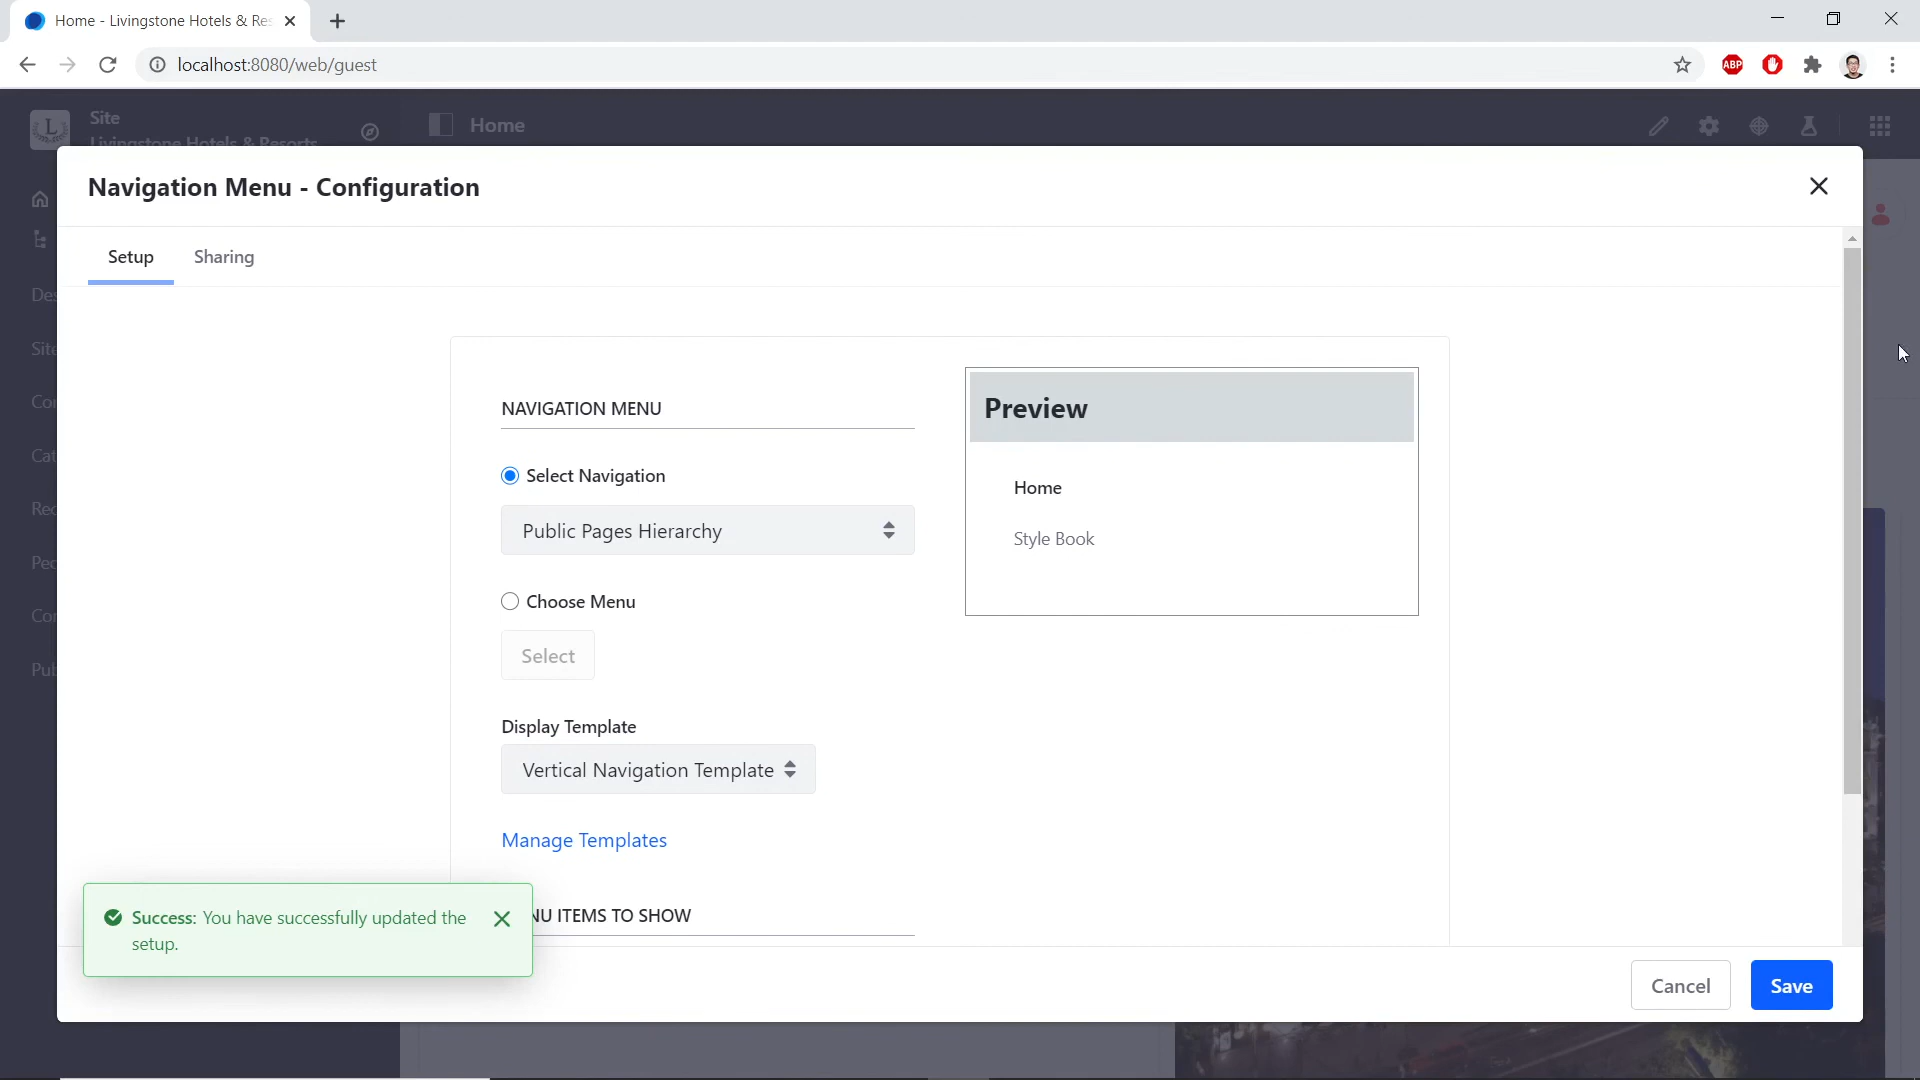 Home - Livingstone Hotels & Res
localhost:8080/web/guest
ABP
L
Site
Livingstone Hotels & Resorts
Home
Navigation Menu - Configuration
Setup
Sharing
Des
Site
Con
Cat
Rec
Peo
Con
Pub
NAVIGATION MENU
Select Navigation
Public Pages Hierarchy
Choose Menu
Select
Display Template
Vertical Navigation Template
Manage Templates
NU ITEMS TO SHOW
Preview
Home
Style Book
Success: You have successfully updated the
setup.
Cancel
Save